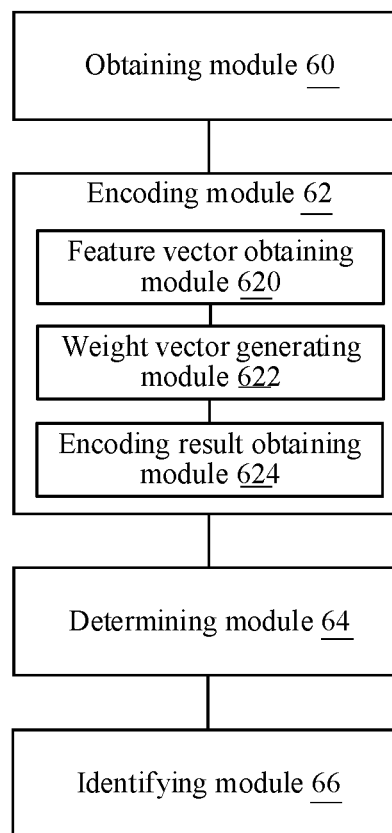 Obtaining module 60
Encoding module 62
Feature vector obtaining
module 620
Weight vector generating
module 622
Encoding result obtaining
module 624
Determining module 64
Identifying module 66